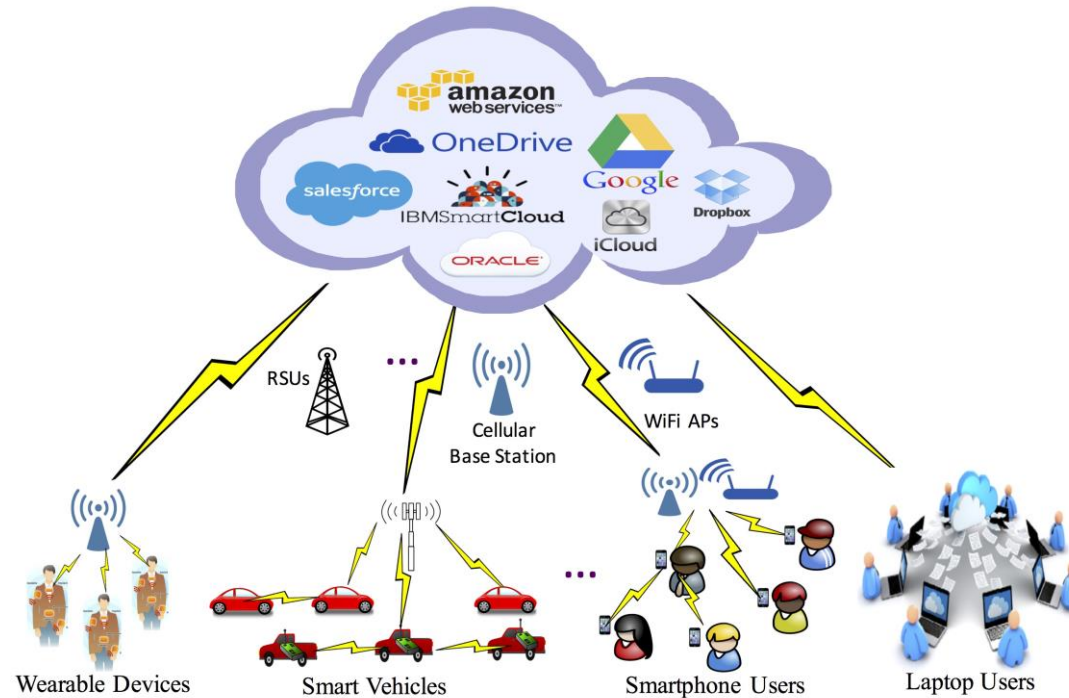 amazon
web services™
OneDrive
Google
salesforce
IBMSmartCloud
Dropbox
iCloud
ORACLE®
RSUs
...
Cellular
Base Station
WiFi APs
...
Wearable Devices
Smart Vehicles
Smartphone Users
Laptop Users